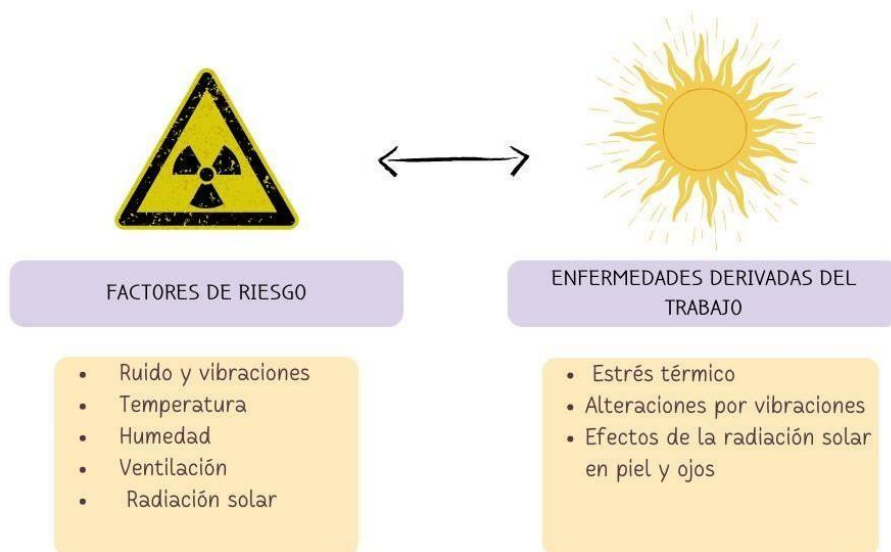 FACTORES DE RIESGO
• Ruido y vibraciones
• Temperatura
• Humedad
• Ventilación
• Radiación solar
ENFERMEDADES DERIVADAS DEL
TRABAJO
• Estrés térmico
• Alteraciones por vibraciones
• Efectos de la radiación solar
en piel y ojos